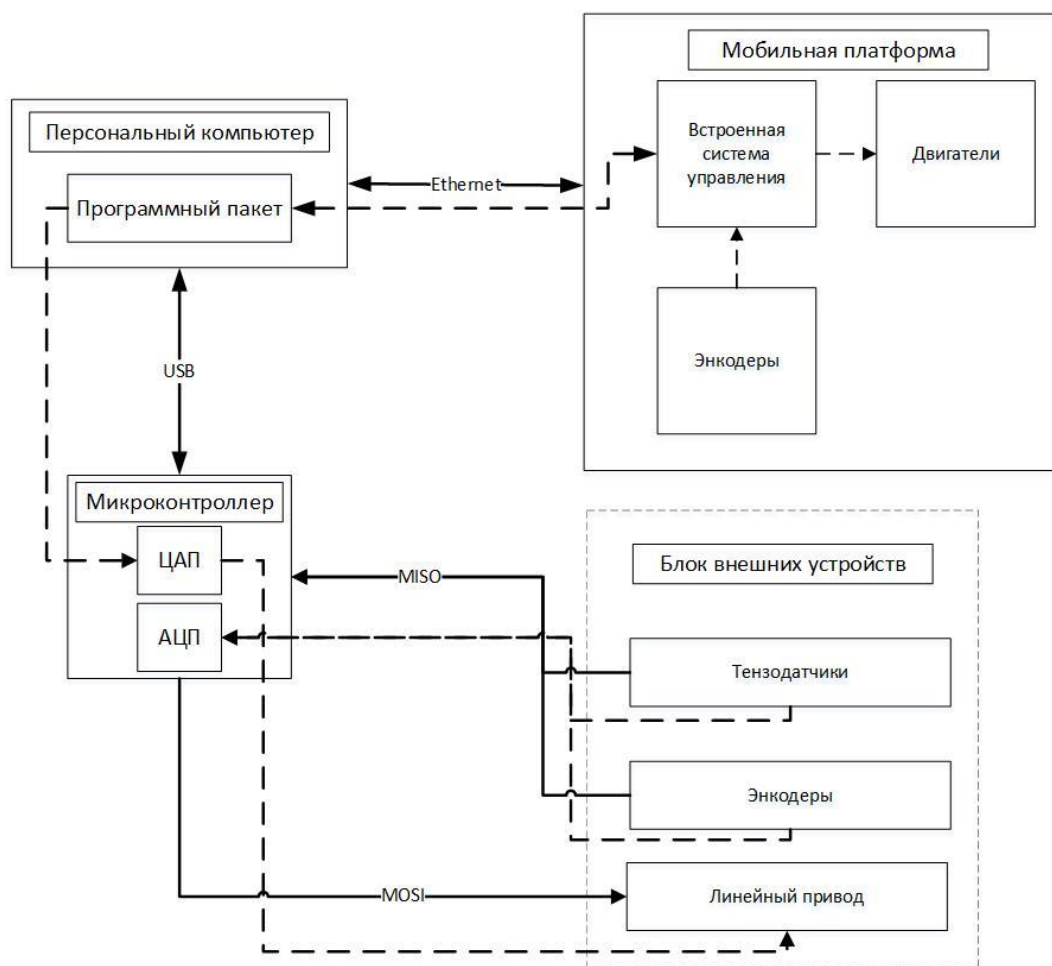 Мобильная платформа
Персональный компьютер
Программный пакет
Ethernet
Встроенная
система
управления
Двигатели
Энкодеры
USB
Микроконтроллер
ЦАП
АЦП
MISO
MOSI
Блок внешних устройств
Тензодатчики
Энкодеры
Линейный привод